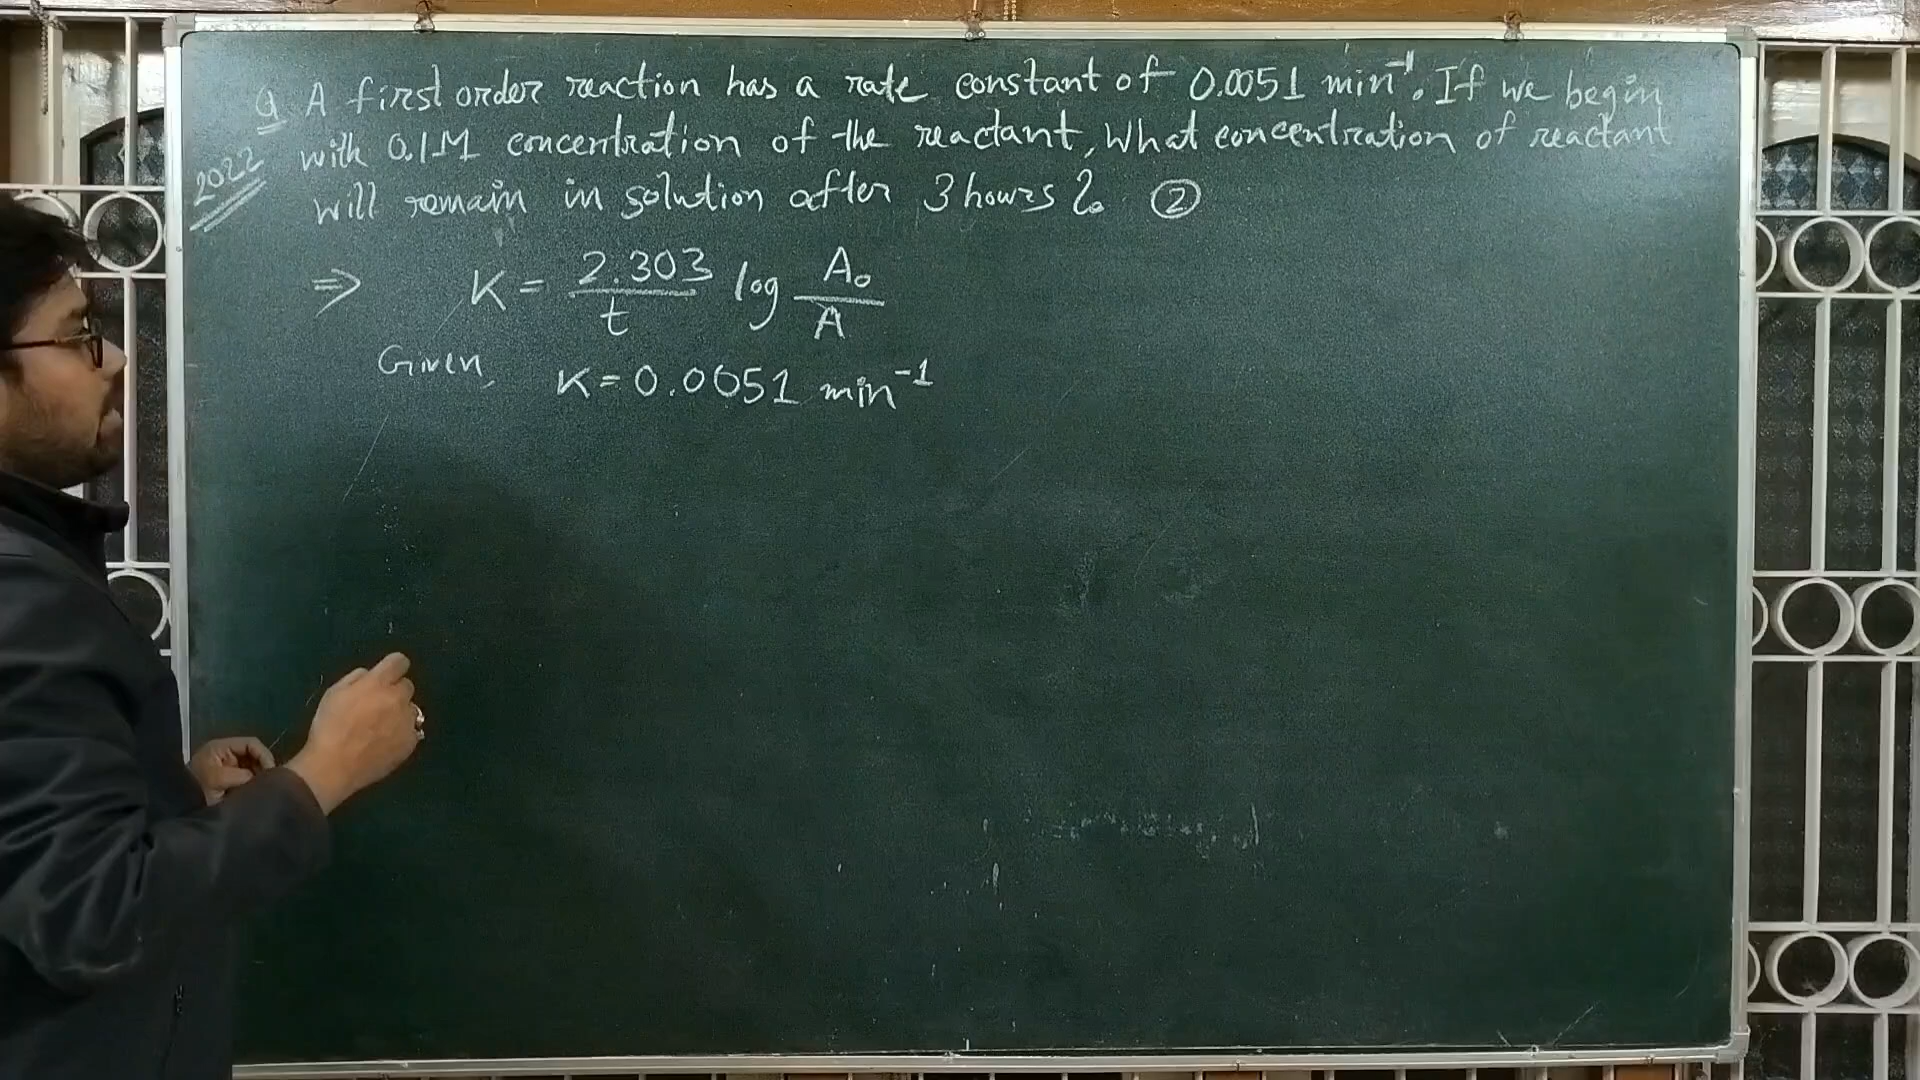 Q A first order reaction has a rate constant of 0.0051 min⁻¹. If we begin
2022 with 0.1M concentration of the reactant, What concentration of reactant
will remain in solution after 3 hours ? ②
⇒ K = 2.303/t log A₀/A
Given, K = 0.0051 min⁻¹